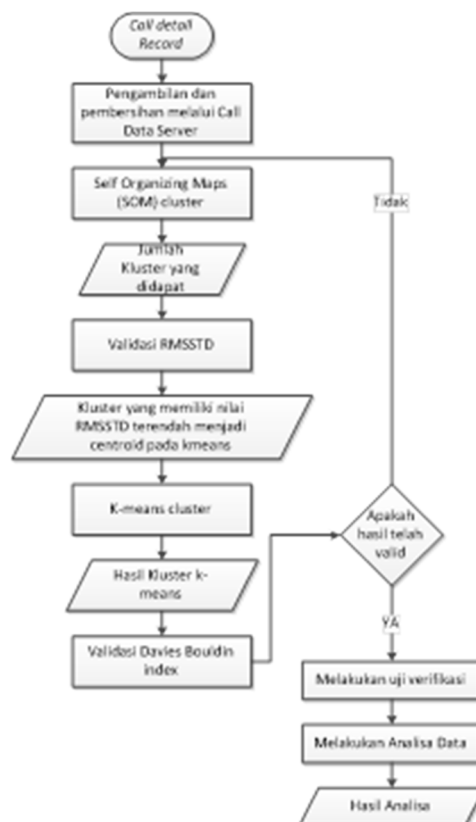 Call detail
Record
Pengambilan dan
pembersihan melalui Call
Data Server
Self Organizing Maps
(SOM) cluster
Jumlah
Kluster yang
didapat
Validasi RMSSTD
Kluster yang memiliki nilai
RMSSTD terendah menjadi
centroid pada kmeans
K-means cluster
Hasil Kluster k-
means
Validasi Davies Bouldin
index
Tidak
Apakah
hasil telah
valid
YA
Melakukan uji verifikasi
Melakukan Analisa Data
Hasil Analisa